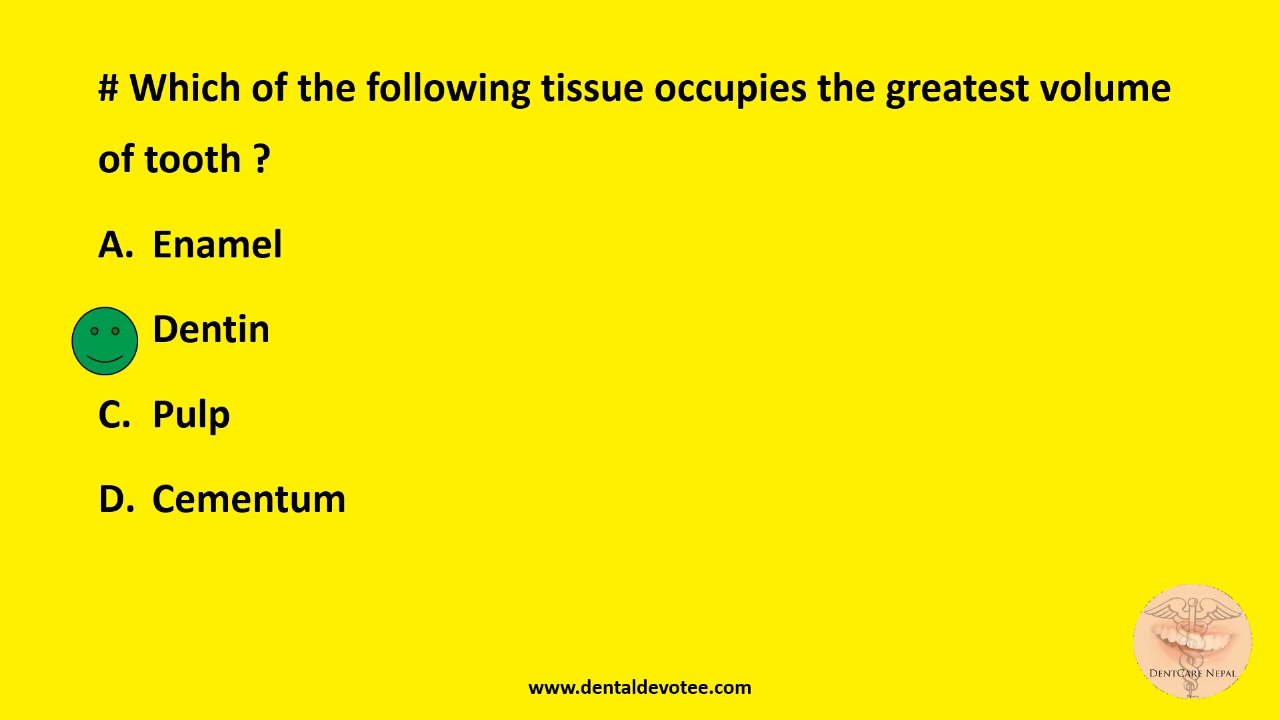 # Which of the following tissue occupies the greatest volume
of tooth ?
A. Enamel
Dentin
C. Pulp
D. Cementum
DENTCARE NEPAL
www.dentaldevotee.com